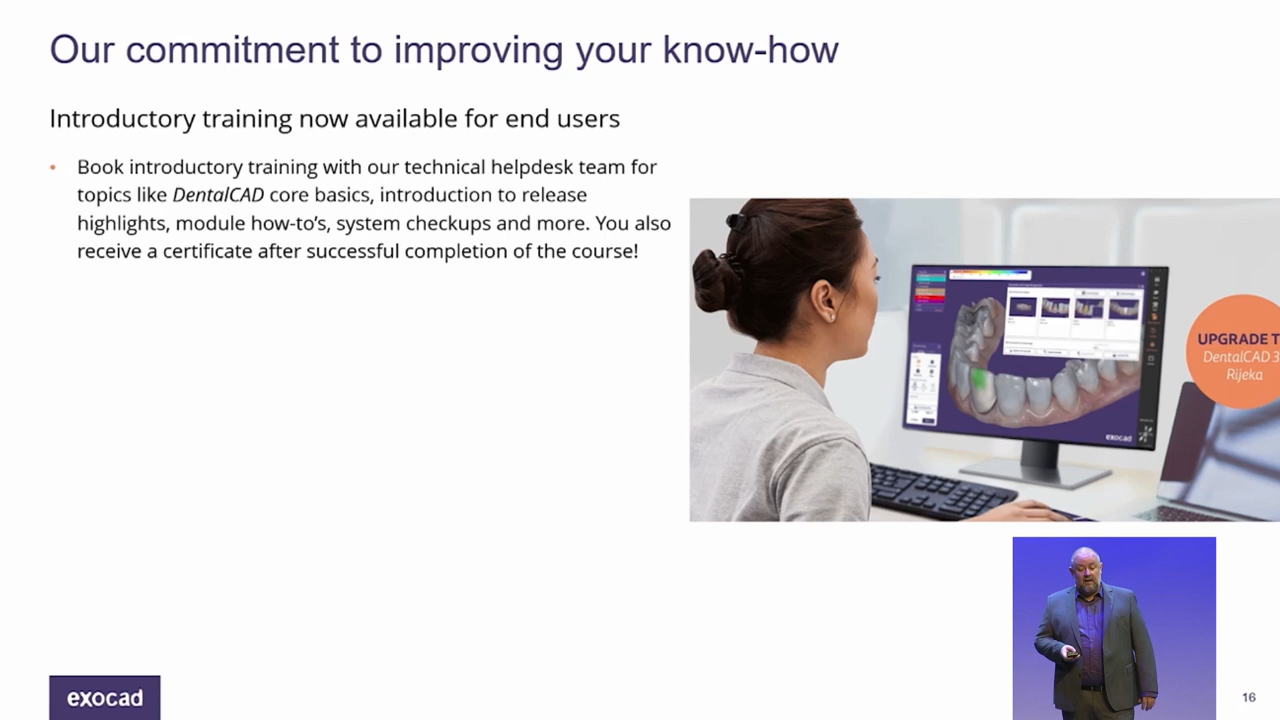 Our commitment to improving your know-how
Introductory training now available for end users
• Book introductory training with our technical helpdesk team for
topics like DentalCAD core basics, introduction to release
highlights, module how-to’s, system checkups and more. You also
receive a certificate after successful completion of the course!
UPGRADE T
DentalCAD 3
Rijeka
exocad
exocad
16